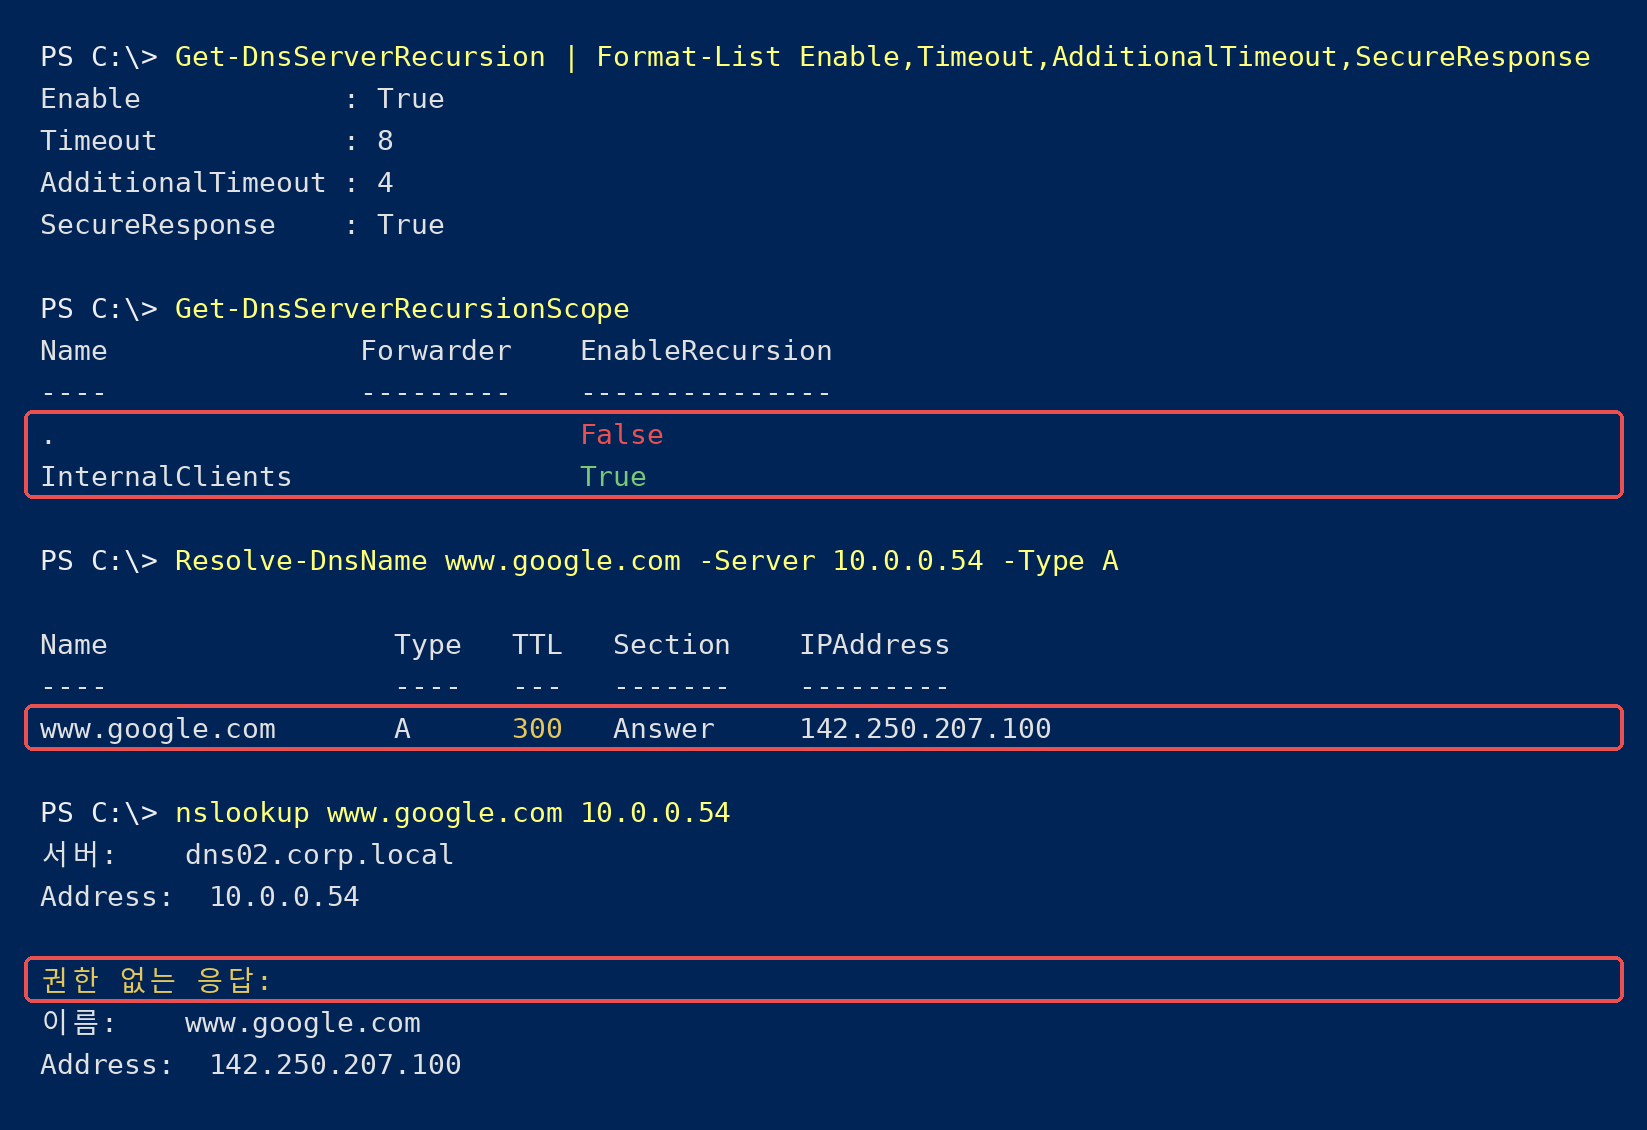 PS C:\> Get-DnsServerRecursion | Format-List Enable,Timeout,AdditionalTimeout,SecureResponse
Enable            : True
Timeout           : 8
AdditionalTimeout : 4
SecureResponse    : True
PS C:\> Get-DnsServerRecursionScope
Name               Forwarder    EnableRecursion
----               ---------    ---------------
.                               False
InternalClients                 True
PS C:\> Resolve-DnsName www.google.com -Server 10.0.0.54 -Type A
Name                 Type   TTL   Section    IPAddress
----                 ----   ---   -------    ---------
www.google.com       A      300   Answer     142.250.207.100
PS C:\> nslookup www.google.com 10.0.0.54
서버:    dns02.corp.local
Address:  10.0.0.54
권한 없는 응답:
이름:    www.google.com
Address:  142.250.207.100